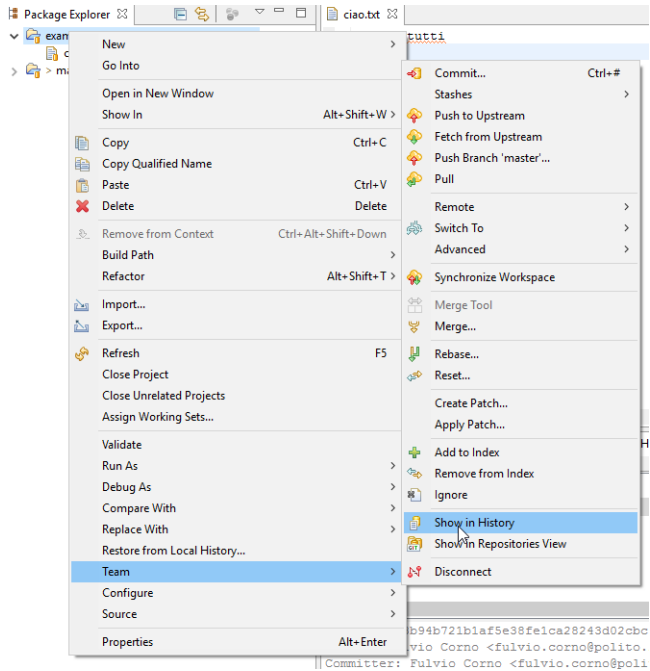 Package Explorer
ciao.txt
exam
tutti
New
Go Into
Open in New Window
Show In Alt+Shift+W
Copy Ctrl+C
Copy Qualified Name
Paste Ctrl+V
Delete Delete
Remove from Context Ctrl+Alt+Shift+Down
Build Path
Refactor Alt+Shift+T
Import...
Export...
Refresh F5
Close Project
Close Unrelated Projects
Assign Working Sets...
Validate
Run As
Debug As
Compare With
Replace With
Restore from Local History...
Team
Configure
Source
Properties Alt+Enter
Commit... Ctrl+#
Stashes
Push to Upstream
Fetch from Upstream
Push Branch 'master'...
Pull
Remote
Switch To
Advanced
Synchronize Workspace
Merge Tool
Merge...
Rebase...
Reset...
Create Patch...
Apply Patch...
Add to Index
Remove from Index
Ignore
Show in History
Show in Repositories View
Disconnect
b94b721b1af5e38fe1ca28243d02cbc
vio Corno <fulvio.corno@polito.
Committer: Fulvio Corno <fulvio.corno@poli